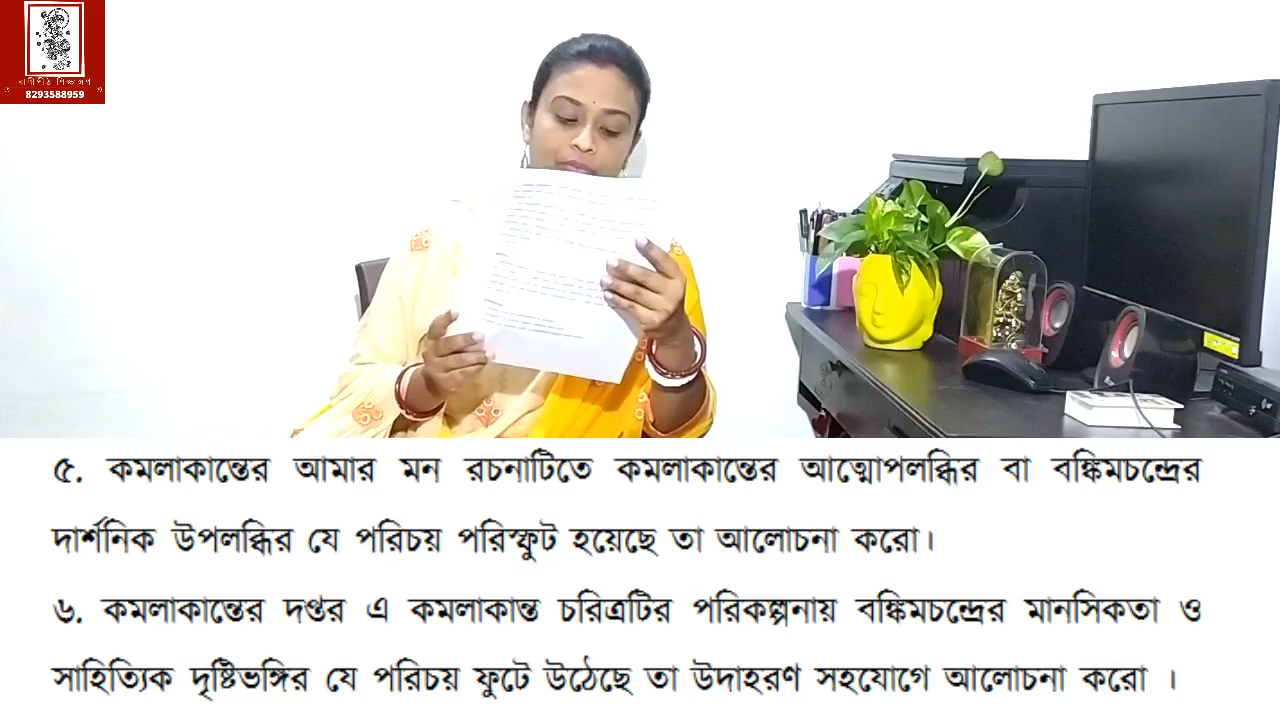 বাণীপীঠ শিক্ষাঙ্গণ
8293588959
৫. কমলাকান্তের আমার মন রচনাটিতে কমলাকান্তের আত্মোপলব্ধির বা বঙ্কিমচন্দ্রের
দার্শনিক উপলব্ধির যে পরিচয় পরিস্ফুট হয়েছে তা আলোচনা করো।
৬. কমলাকান্তের দপ্তর এ কমলাকান্ত চরিত্রটির পরিকল্পনায় বঙ্কিমচন্দ্রের মানসিকতা ও
সাহিত্যিক দৃষ্টিভঙ্গির যে পরিচয় ফুটে উঠেছে তা উদাহরণ সহযোগে আলোচনা করো ।